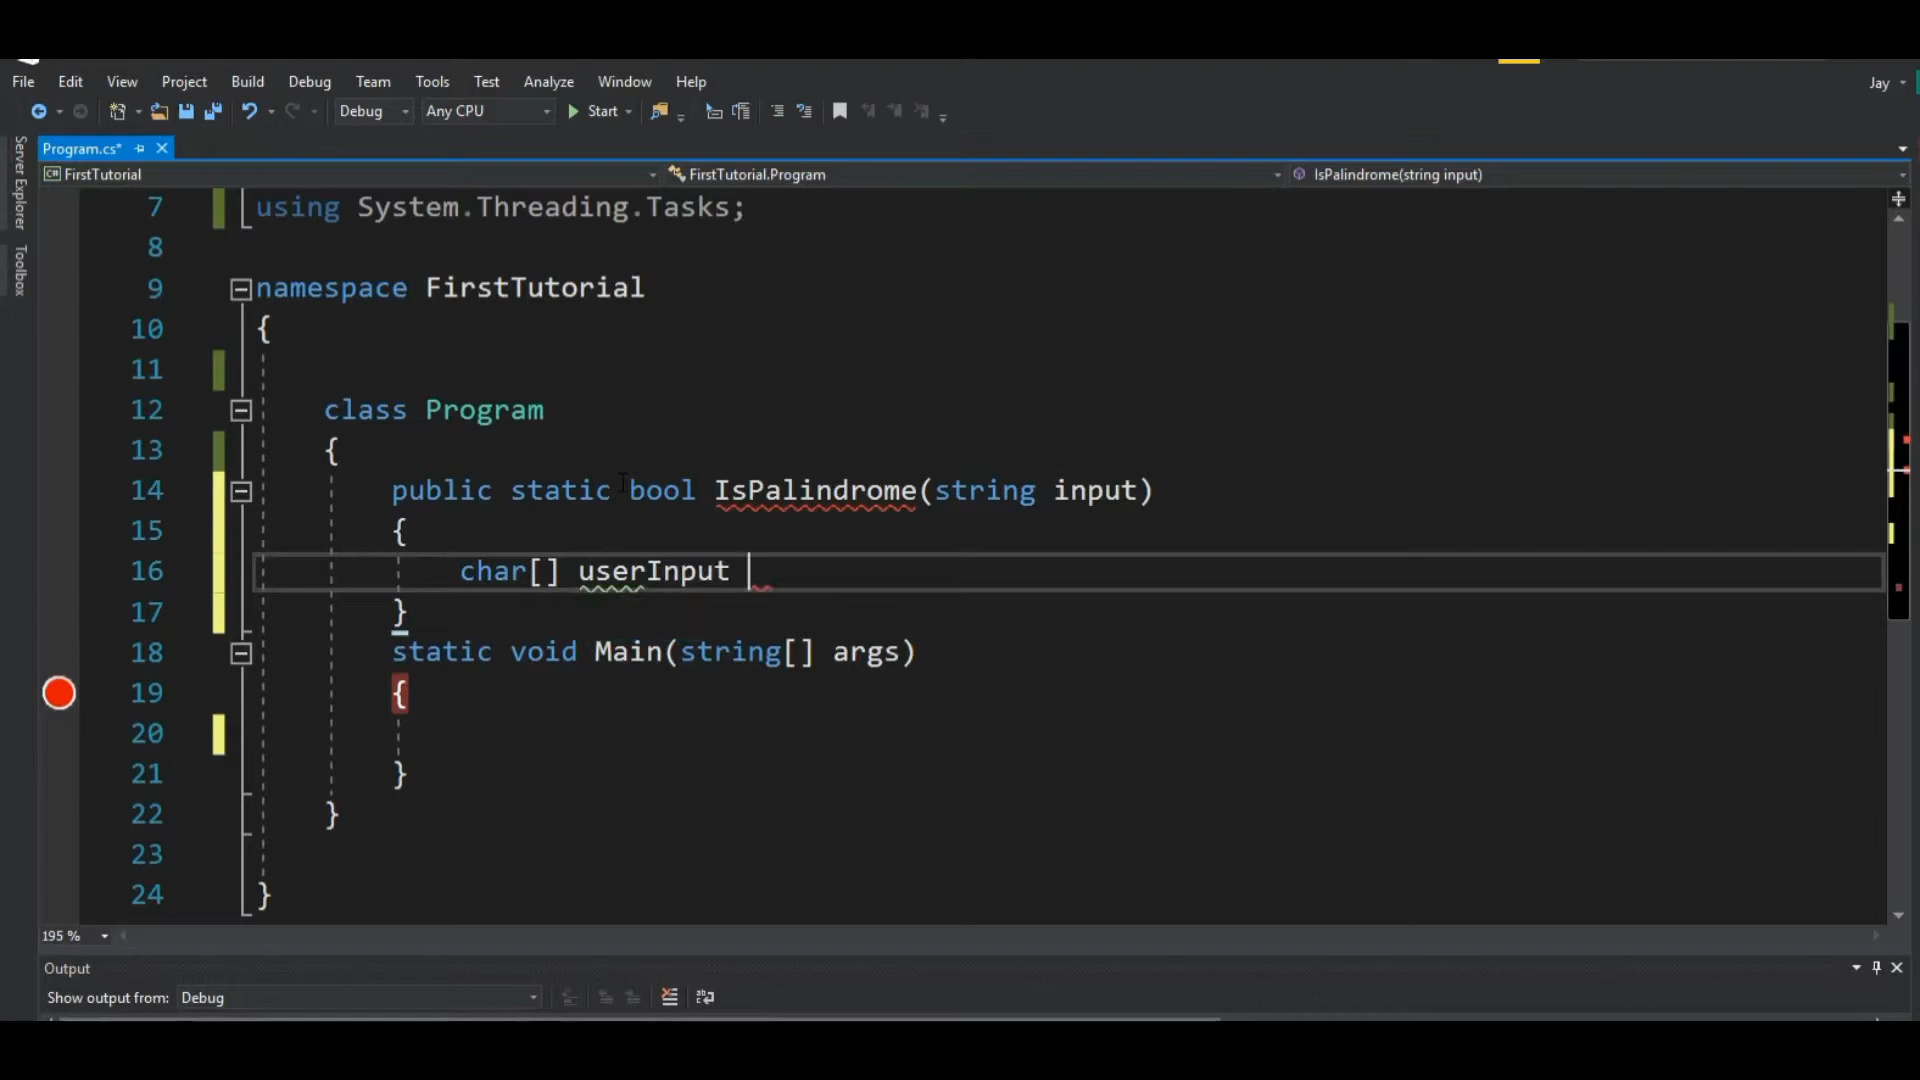 File Edit View Project Build Debug Team Tools Test Analyze Window Help
Jay
Debug Any CPU Start
Program.cs*
FirstTutorial FirstTutorial.Program IsPalindrome(string input)
Server Explorer
Toolbox
7 using System.Threading.Tasks;
8
9 namespace FirstTutorial
10 {
11
12 class Program
13 {
14 public static bool IsPalindrome(string input)
15 {
16 char[] userInput
17 }
18 static void Main(string[] args)
19 {
20
21 }
22 }
23
24 }
195 %
Output
Show output from: Debug